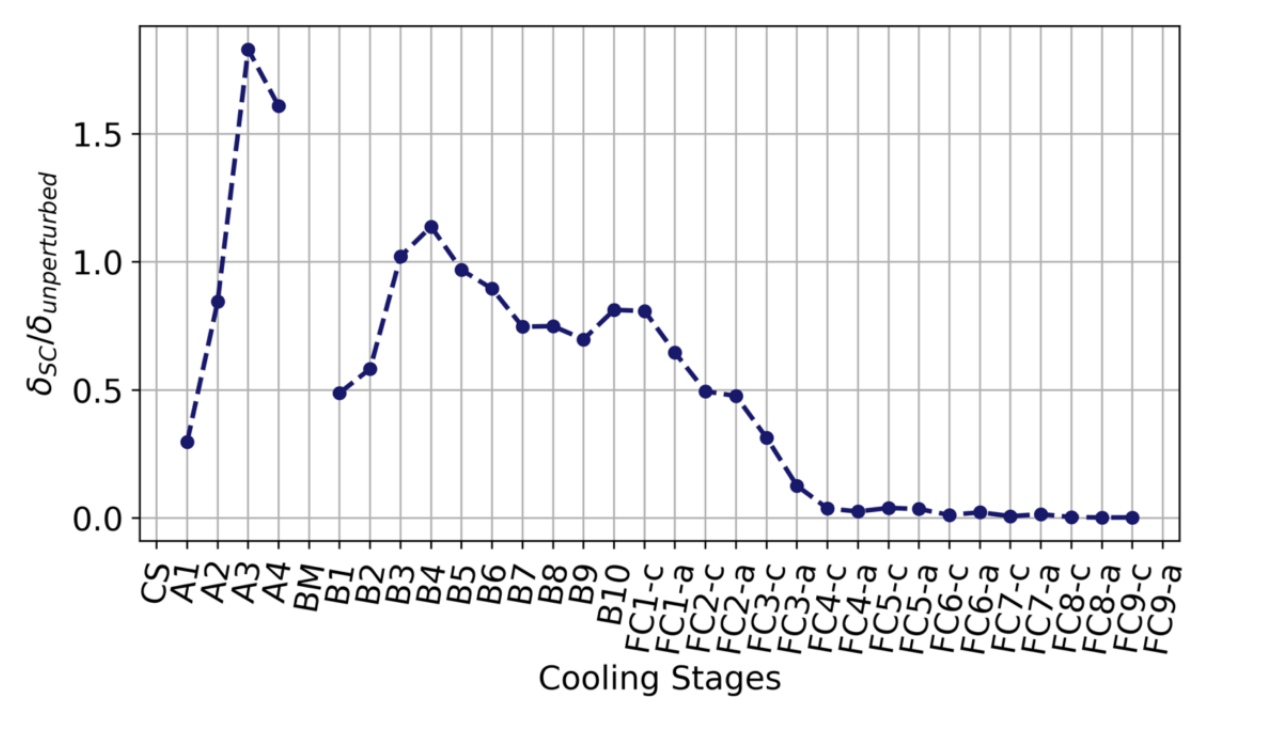 δSC/δunperturbed
1.5
1.0
0.5
0.0
CS
A1
A2
A3
A4
BM
B1
B2
B3
B4
B5
B6
B7
B8
B9
B10
FC1-c
FC1-a
FC2-c
FC2-a
FC3-c
FC3-a
FC4-c
FC4-a
FC5-c
FC5-a
FC6-c
FC6-a
FC7-c
FC7-a
FC8-c
FC8-a
FC9-c
FC9-a
Cooling Stages